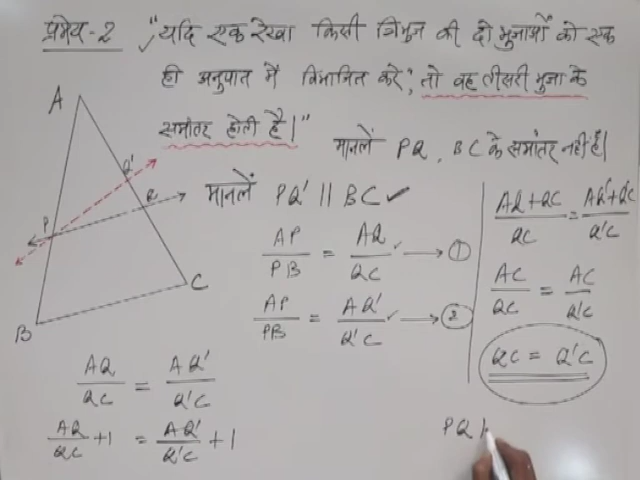 प्रमेय-2 "यदि एक रेखा किसी त्रिभुज की दो भुजाओं को एक
ही अनुपात में विभाजित करे, तो वह तीसरी भुजा के
समांतर होती है।"
मानलें PQ, BC के समांतर नहीं है।
मानलें PQ' || BC ✓
A
Q'
Q
P
B
C
AP/PB = AQ/QC ✓ → ①
AP/PB = AQ'/Q'C ✓ → ②
AQ/QC = AQ'/Q'C
AQ/QC + 1 = AQ'/Q'C + 1
AQ+QC/QC = AQ'+Q'C/Q'C
AC/QC = AC/Q'C
QC = Q'C
PQ |